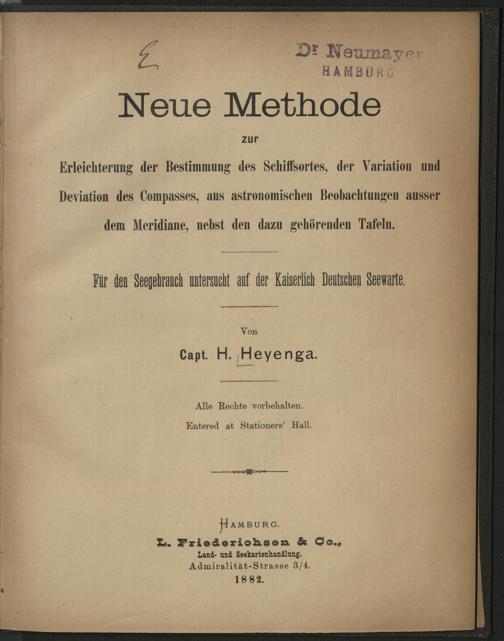 E
Dr Neumayer
HAMBURG
Neue Methode
zur
Erleichterung der Bestimmung des Schiffsortes, der Variation und
Deviation des Compasses, aus astronomischen Beobachtungen ausser
dem Meridiane, nebst den dazu gehörenden Tafeln.
Für den Seegebrauch untersucht auf der Kaiserlich Deutschen Seewarte.
Von
Capt. H. Heyenga.
Alle Rechte vorbehalten.
Entered at Stationers' Hall.
HAMBURG.
L. Friederichsen & Co.,
Land- und Seekartenhandlung.
Admiralität-Strasse 3/4.
1882.